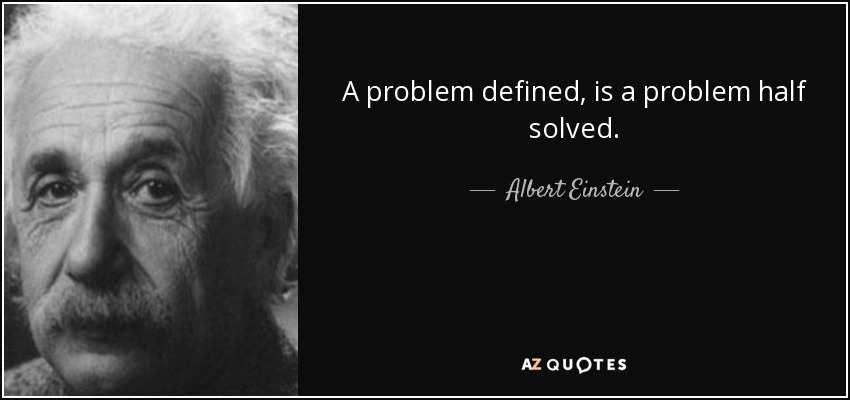 A problem defined, is a problem half
solved.
Albert Einstein
AZ QUOTES